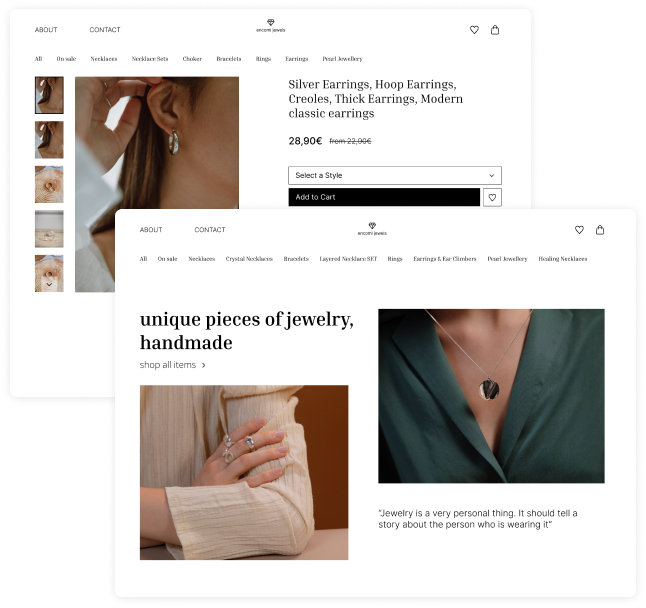 ABOUT CONTACT
encomi jewels
All On sale Necklaces Necklace Sets Choker Bracelets Rings Earrings Pearl Jewellery
Silver Earrings, Hoop Earrings,
Creoles, Thick Earrings, Modern
classic earrings
28,90€ from 22,90€
Select a Style
Add to Cart
ABOUT CONTACT
encomi jewels
All On sale Necklaces Crystal Necklaces Bracelets Layered Necklace SET Rings Earrings & Ear Climbers Pearl Jewellery Healing Necklaces
unique pieces of jewelry,
handmade
shop all items
“Jewelry is a very personal thing. It should tell a
story about the person who is wearing it”